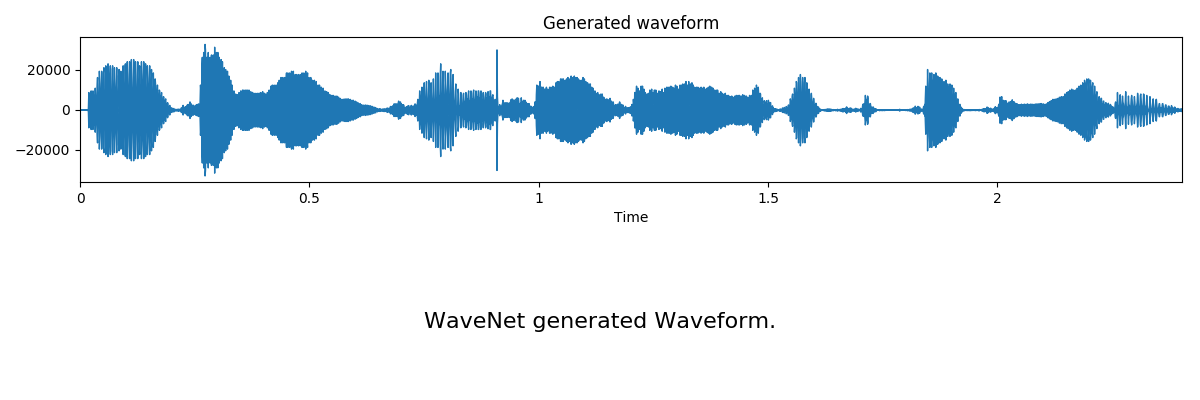 Generated waveform
20000
0
−20000
0 0.5 1 1.5 2
Time
WaveNet generated Waveform.